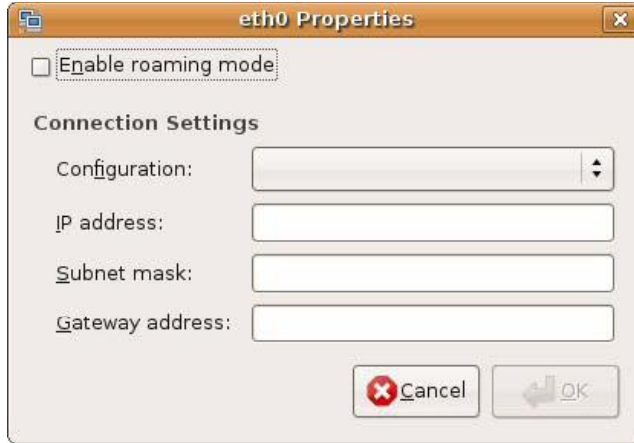 eth0 Properties
Enable roaming mode
Connection Settings
Configuration:
IP address:
Subnet mask:
Gateway address:
Cancel
OK